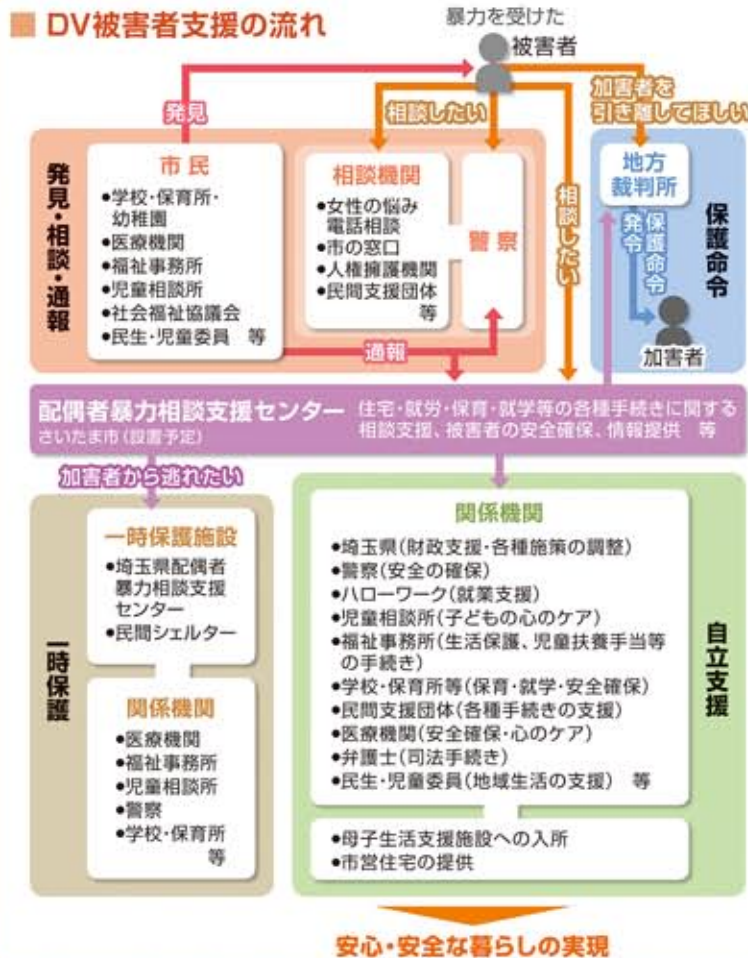 ■ DV被害者支援の流れ
暴力を受けた
被害者
発見
相談したい
加害者を
引き離してほしい
発見・相談・通報
市民
●学校・保育所・
幼稚園
●医療機関
●福祉事務所
●児童相談所
●社会福祉協議会
●民生・児童委員 等
相談機関
●女性の悩み
電話相談
●市の窓口
●人権擁護機関
●民間支援団体
等
警察
相談したい
通報
地方
裁判所
保護命令
発令
加害者
保護命令
配偶者暴力相談支援センター
さいたま市(設置予定)
住宅・就労・保育・就学等の各種手続きに関する
相談支援、被害者の安全確保、情報提供 等
加害者から逃れたい
一時保護
一時保護施設
●埼玉県配偶者
暴力相談支援
センター
●民間シェルター
関係機関
●医療機関
●福祉事務所
●児童相談所
●警察
●学校・保育所
等
関係機関
●埼玉県(財政支援・各種施策の調整)
●警察(安全の確保)
●ハローワーク(就業支援)
●児童相談所(子どもの心のケア)
●福祉事務所(生活保護、児童扶養手当等
の手続き)
●学校・保育所等(保育・就学・安全確保)
●民間支援団体(各種手続きの支援)
●医療機関(安全確保・心のケア)
●弁護士(司法手続き)
●民生・児童委員(地域生活の支援) 等
●母子生活支援施設への入所
●市営住宅の提供
自立支援
安心・安全な暮らしの実現